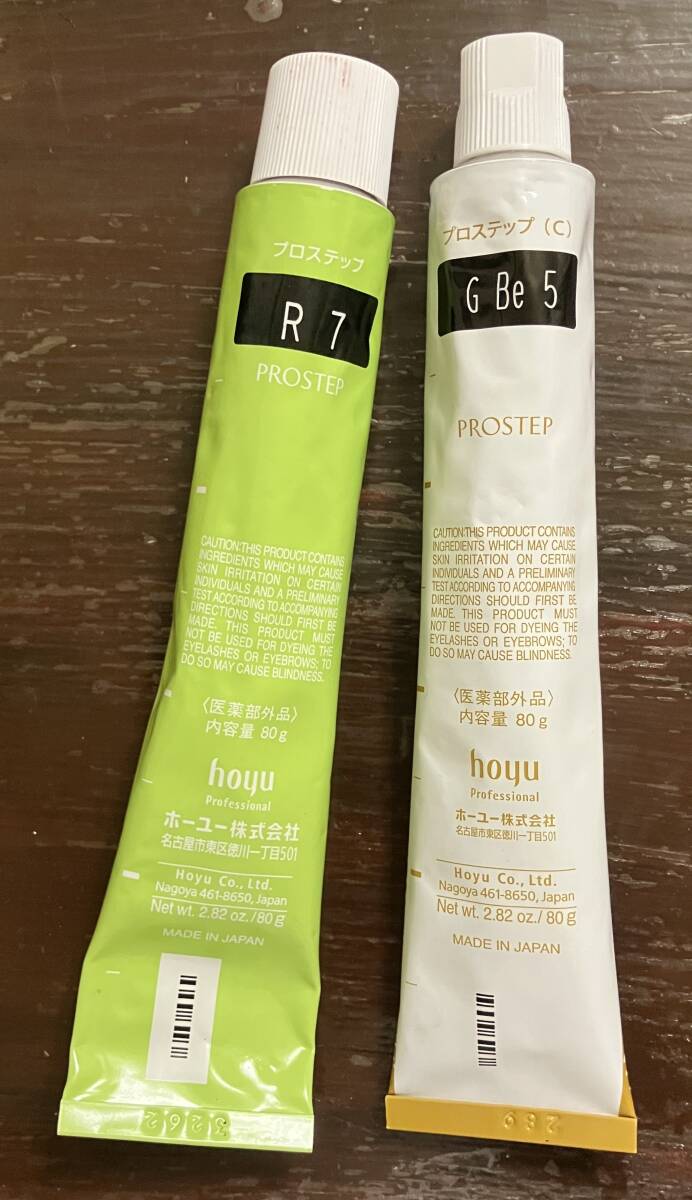 プロステップ
R 7
PROSTEP
CAUTION:THIS PRODUCT CONTAINS
INGREDIENTS WHICH MAY CAUSE
SKIN IRRITATION ON CERTAIN
INDIVIDUALS AND A PRELIMINARY
TEST ACCORDING TO ACCOMPANYING
DIRECTIONS SHOULD FIRST BE
MADE. THIS PRODUCT MUST
NOT BE USED FOR DYEING THE
EYELASHES OR EYEBROWS; TO
DO SO MAY CAUSE BLINDNESS.
〈医薬部外品〉
内容量 80g
hoyu
Professional
ホーユー株式会社
名古屋市東区徳川一丁目501
Hoyu Co., Ltd.
Nagoya 461-8650, Japan
Net wt. 2.82 oz./80g
MADE IN JAPAN
プロステップ (C)
G Be 5
PROSTEP
CAUTION:THIS PRODUCT CONTAINS
INGREDIENTS WHICH MAY CAUSE
SKIN IRRITATION ON CERTAIN
INDIVIDUALS AND A PRELIMINARY
TEST ACCORDING TO ACCOMPANYING
DIRECTIONS SHOULD FIRST BE
MADE. THIS PRODUCT MUST
NOT BE USED FOR DYEING THE
EYELASHES OR EYEBROWS; TO
DO SO MAY CAUSE BLINDNESS.
〈医薬部外品〉
内容量 80g
hoyu
Professional
ホーユー株式会社
名古屋市東区徳川一丁目501
Hoyu Co., Ltd.
Nagoya 461-8650, Japan
Net wt. 2.82 oz./80g
MADE IN JAPAN